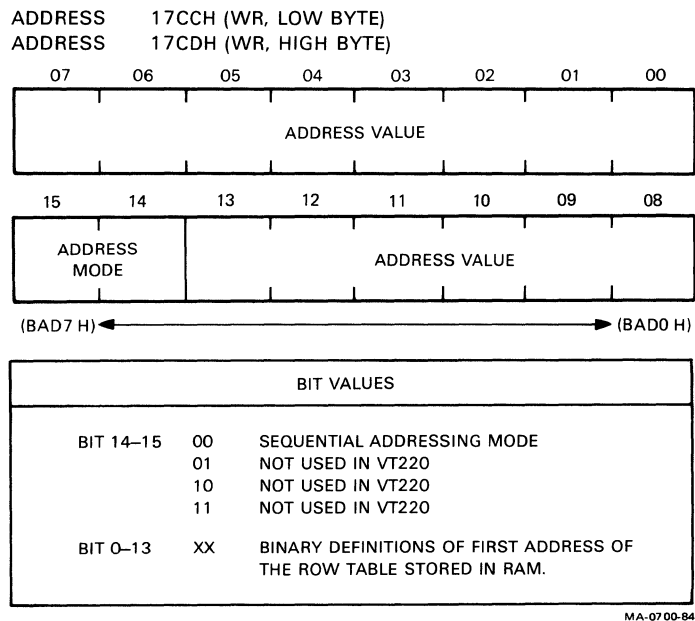 ADDRESS 17CCH (WR, LOW BYTE)
ADDRESS 17CDH (WR, HIGH BYTE)
07 06 05 04 03 02 01 00
ADDRESS VALUE
15 14 13 12 11 10 09 08
ADDRESS
MODE
ADDRESS VALUE
(BAD7 H) (BAD0 H)
BIT VALUES
BIT 14–15 00 SEQUENTIAL ADDRESSING MODE
01 NOT USED IN VT220
10 NOT USED IN VT220
11 NOT USED IN VT220
BIT 0–13 XX BINARY DEFINITIONS OF FIRST ADDRESS OF
THE ROW TABLE STORED IN RAM.
MA-0700-84